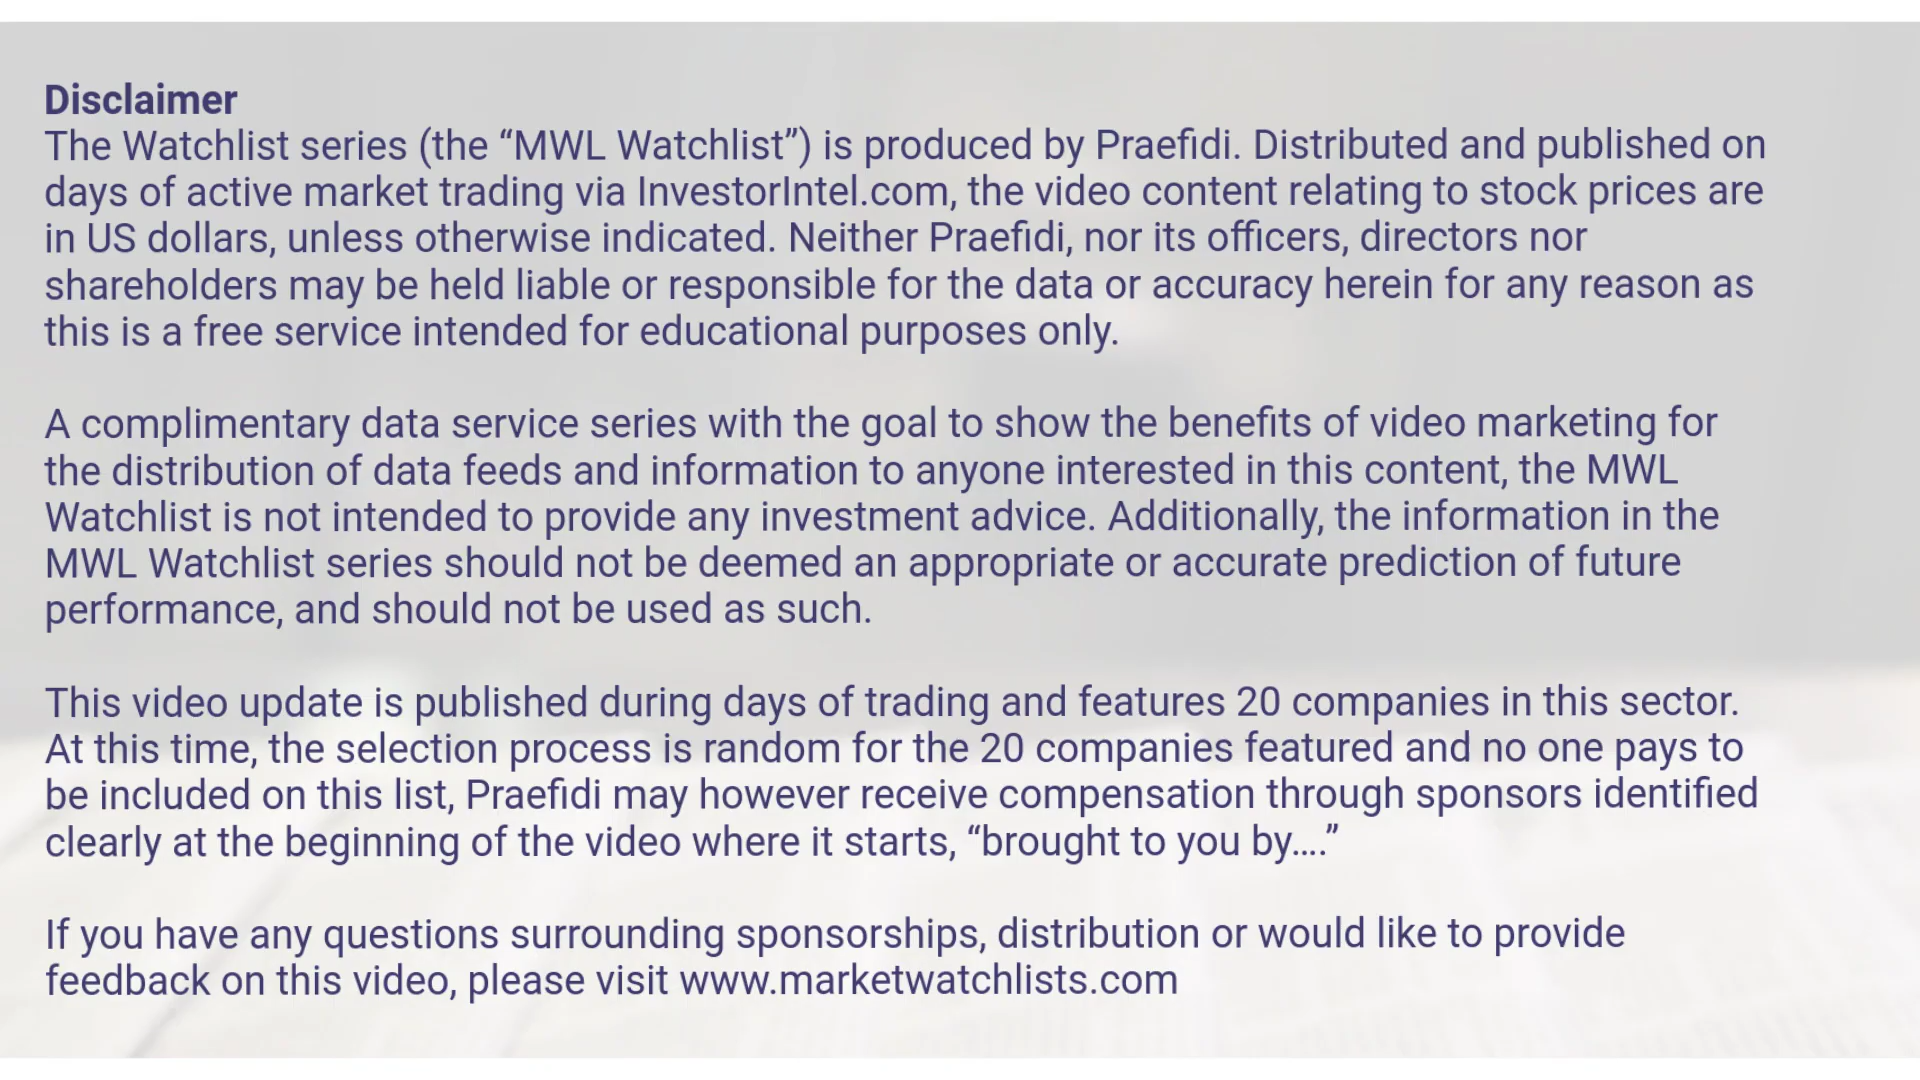 Disclaimer
The Watchlist series (the “MWL Watchlist”) is produced by Praefidi. Distributed and published on
days of active market trading via InvestorIntel.com, the video content relating to stock prices are
in US dollars, unless otherwise indicated. Neither Praefidi, nor its officers, directors nor
shareholders may be held liable or responsible for the data or accuracy herein for any reason as
this is a free service intended for educational purposes only.
A complimentary data service series with the goal to show the benefits of video marketing for
the distribution of data feeds and information to anyone interested in this content, the MWL
Watchlist is not intended to provide any investment advice. Additionally, the information in the
MWL Watchlist series should not be deemed an appropriate or accurate prediction of future
performance, and should not be used as such.
This video update is published during days of trading and features 20 companies in this sector.
At this time, the selection process is random for the 20 companies featured and no one pays to
be included on this list, Praefidi may however receive compensation through sponsors identified
clearly at the beginning of the video where it starts, “brought to you by....”
If you have any questions surrounding sponsorships, distribution or would like to provide
feedback on this video, please visit www.marketwatchlists.com